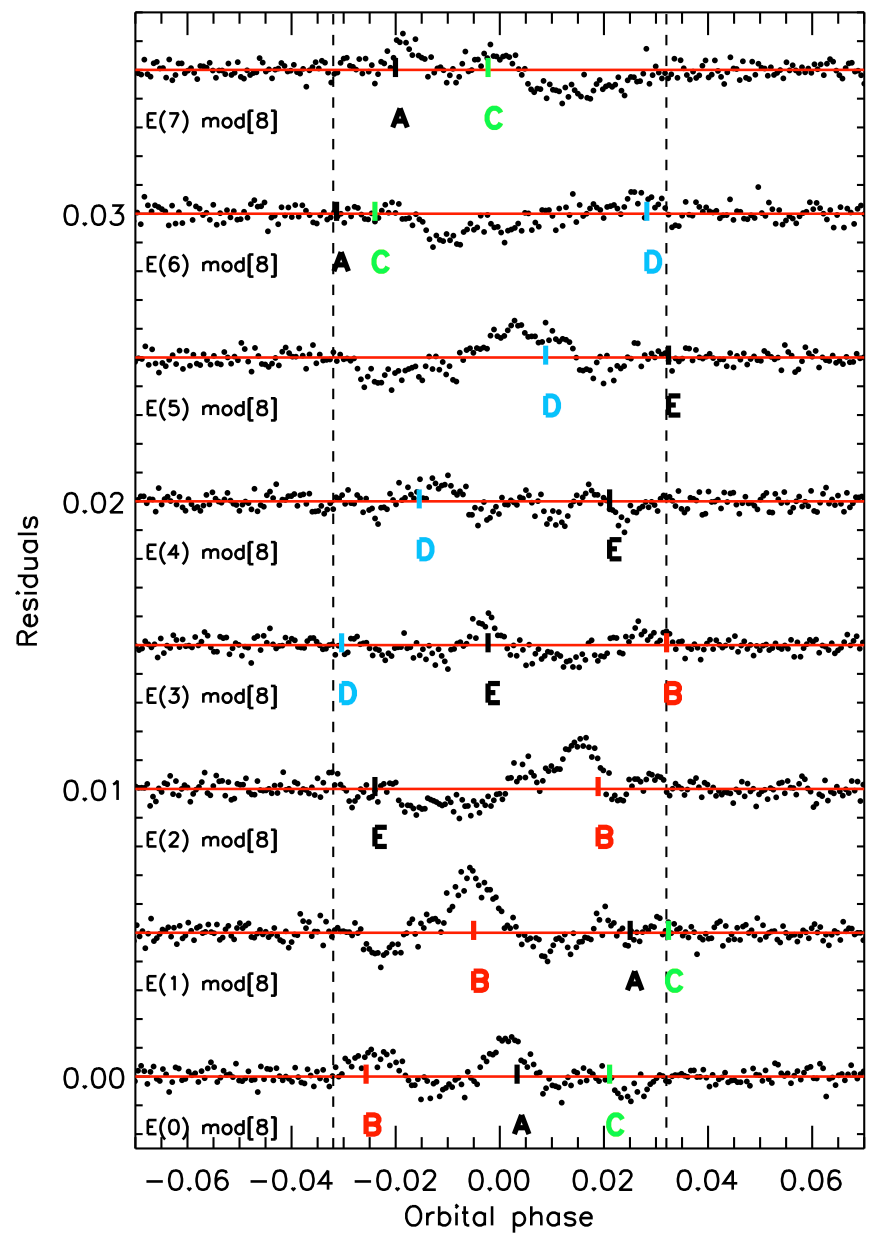 E(7) mod[8]
A
C
0.03
E(6) mod[8]
A
C
D
E(5) mod[8]
D
E
0.02
E(4) mod[8]
D
E
Residuals
E(3) mod[8]
D
E
B
0.01
E(2) mod[8]
E
B
E(1) mod[8]
B
A
C
0.00
E(0) mod[8]
B
A
C
−0.06 −0.04 −0.02 0.00 0.02 0.04 0.06
Orbital phase